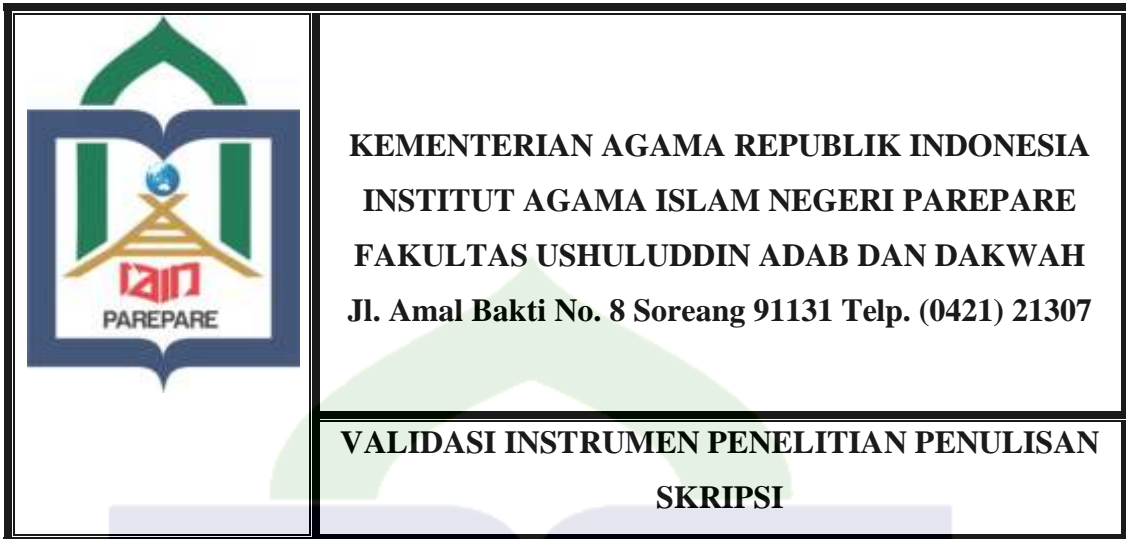 iain
PAREPARE
KEMENTERIAN AGAMA REPUBLIK INDONESIA
INSTITUT AGAMA ISLAM NEGERI PAREPARE
FAKULTAS USHULUDDIN ADAB DAN DAKWAH
Jl. Amal Bakti No. 8 Soreang 91131 Telp. (0421) 21307
VALIDASI INSTRUMEN PENELITIAN PENULISAN
SKRIPSI